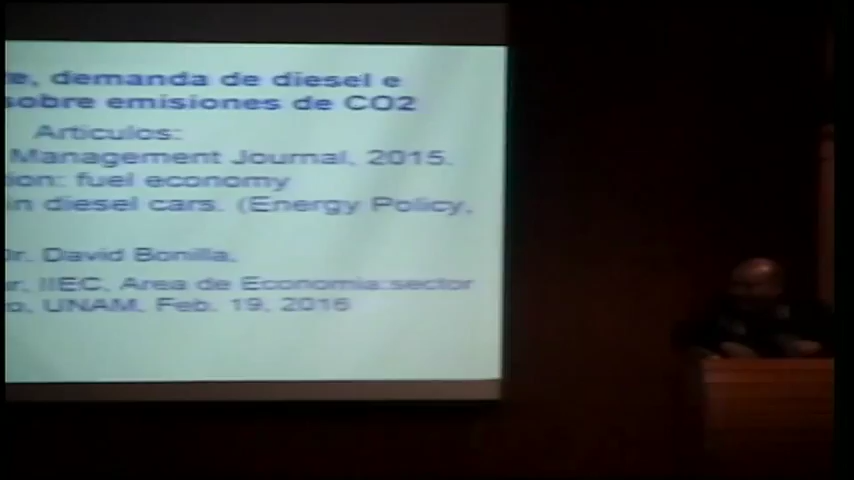 e, demanda de diesel e
sobre emisiones de CO2
Articulos:
Management Journal, 2015.
ion: fuel economy
in diesel cars. (Energy Policy,
Dr. David Bonilla,
r, IIEC, Area de Economia sector
o, UNAM, Feb. 19, 2016